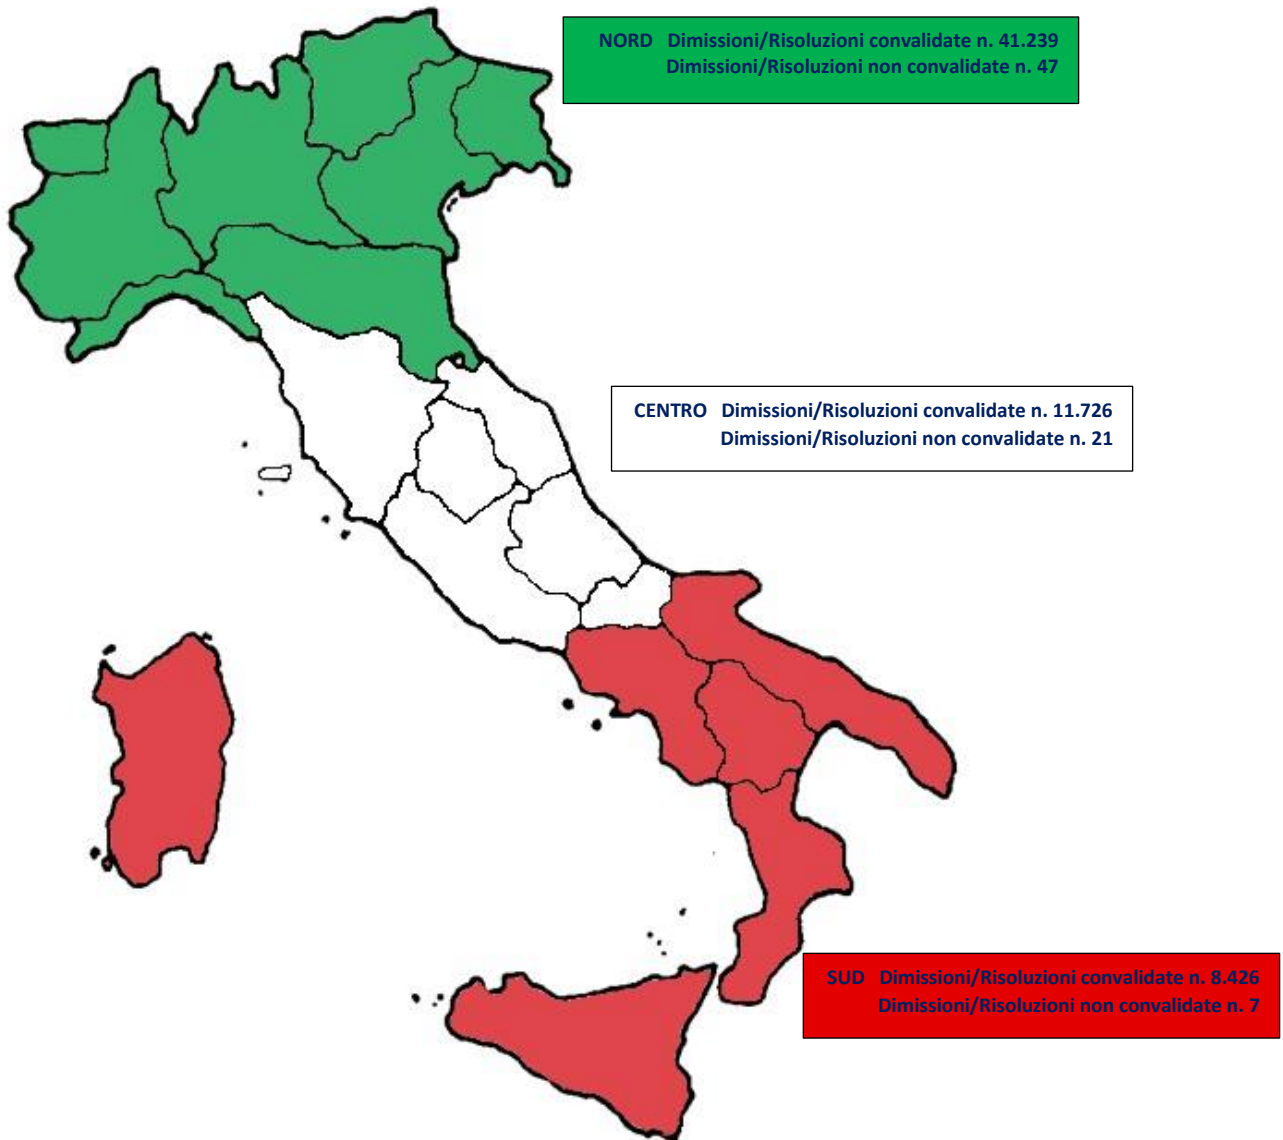 NORD Dimissioni/Risoluzioni convalidate n. 41.239
Dimissioni/Risoluzioni non convalidate n. 47
CENTRO Dimissioni/Risoluzioni convalidate n. 11.726
Dimissioni/Risoluzioni non convalidate n. 21
SUD Dimissioni/Risoluzioni convalidate n. 8.426
Dimissioni/Risoluzioni non convalidate n. 7